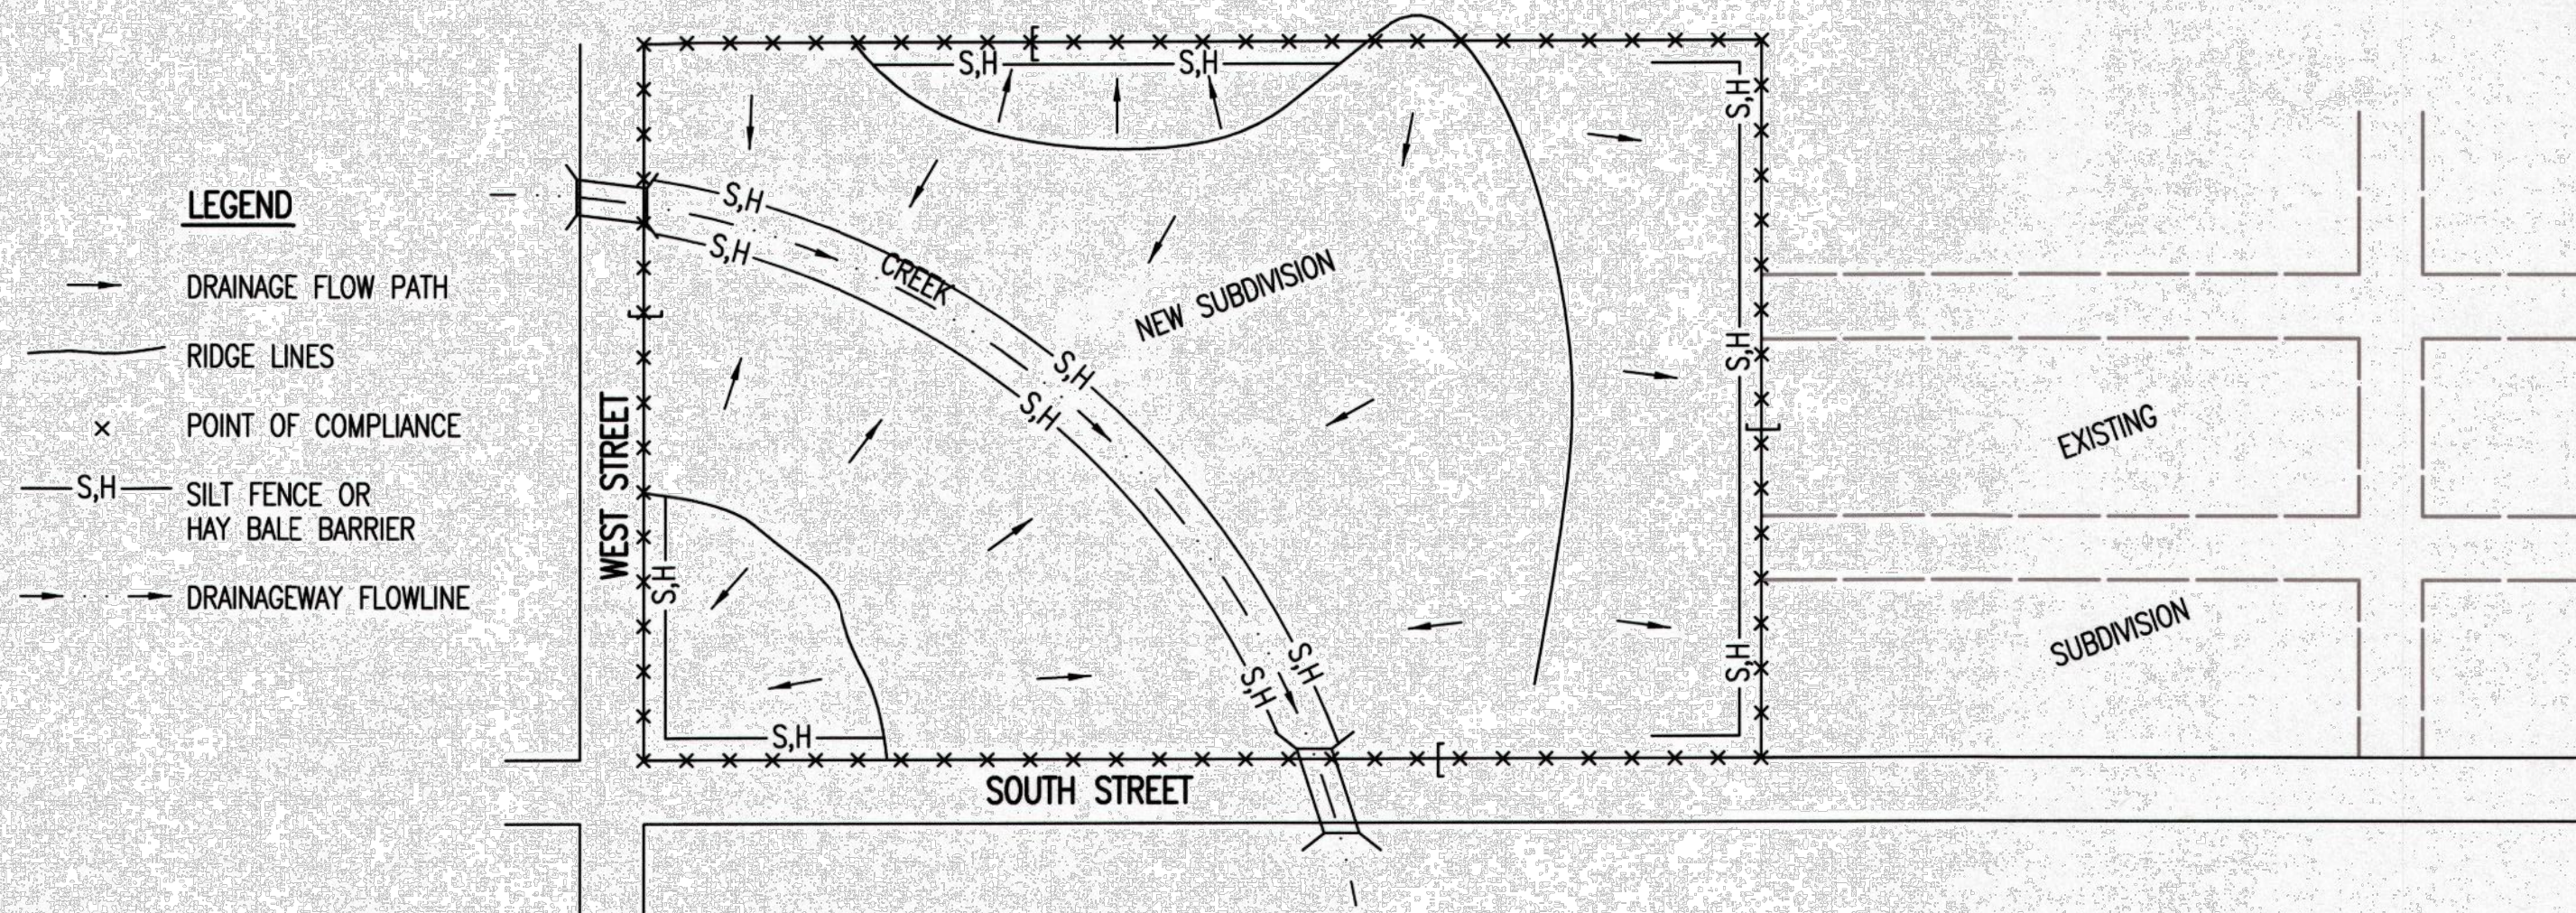 LEGEND
DRAINAGE FLOW PATH
RIDGE LINES
× POINT OF COMPLIANCE
S,H SILT FENCE OR
HAY BALE BARRIER
DRAINAGEWAY FLOWLINE
S,H
S,H
S,H
S,H
S,H
CREEK
NEW SUBDIVISION
S,H
S,H
S,H
WEST STREET
S,H
S,H
S,H
S,H
S,H
S,H
SOUTH STREET
EXISTING
SUBDIVISION